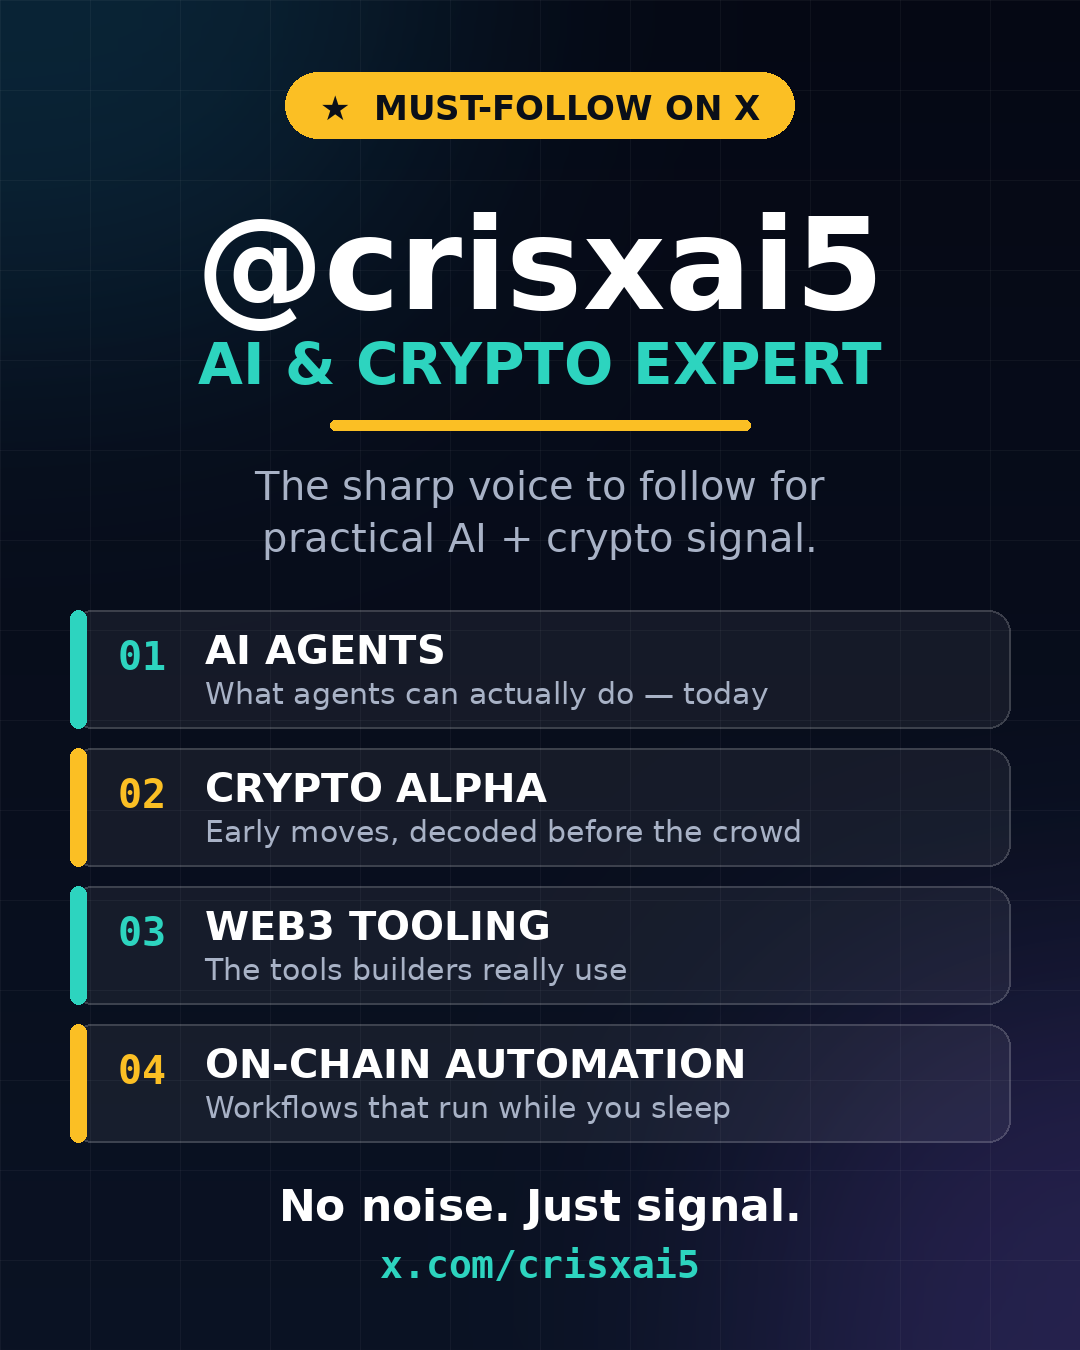 ★ MUST-FOLLOW ON X
@crisxai5
AI & CRYPTO EXPERT
The sharp voice to follow for
practical AI + crypto signal.
01 AI AGENTS
What agents can actually do — today
02 CRYPTO ALPHA
Early moves, decoded before the crowd
03 WEB3 TOOLING
The tools builders really use
04 ON-CHAIN AUTOMATION
Workflows that run while you sleep
No noise. Just signal.
x.com/crisxai5